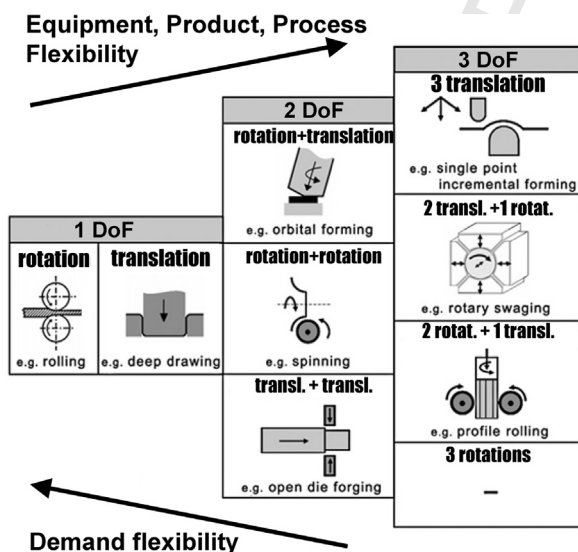 Equipment, Product, Process
Flexibility
3 DoF
3 translation
e.g. single point
incremental forming
2 DoF
rotation+translation
e.g. orbital forming
2 transl. +1 rotat.
e.g. rotary swaging
1 DoF
rotation
translation
e.g. rolling
e.g. deep drawing
rotation+rotation
e.g. spinning
2 rotat. + 1 transl.
e.g. profile rolling
transl. + transl.
e.g. open die forging
3 rotations
–
Demand flexibility